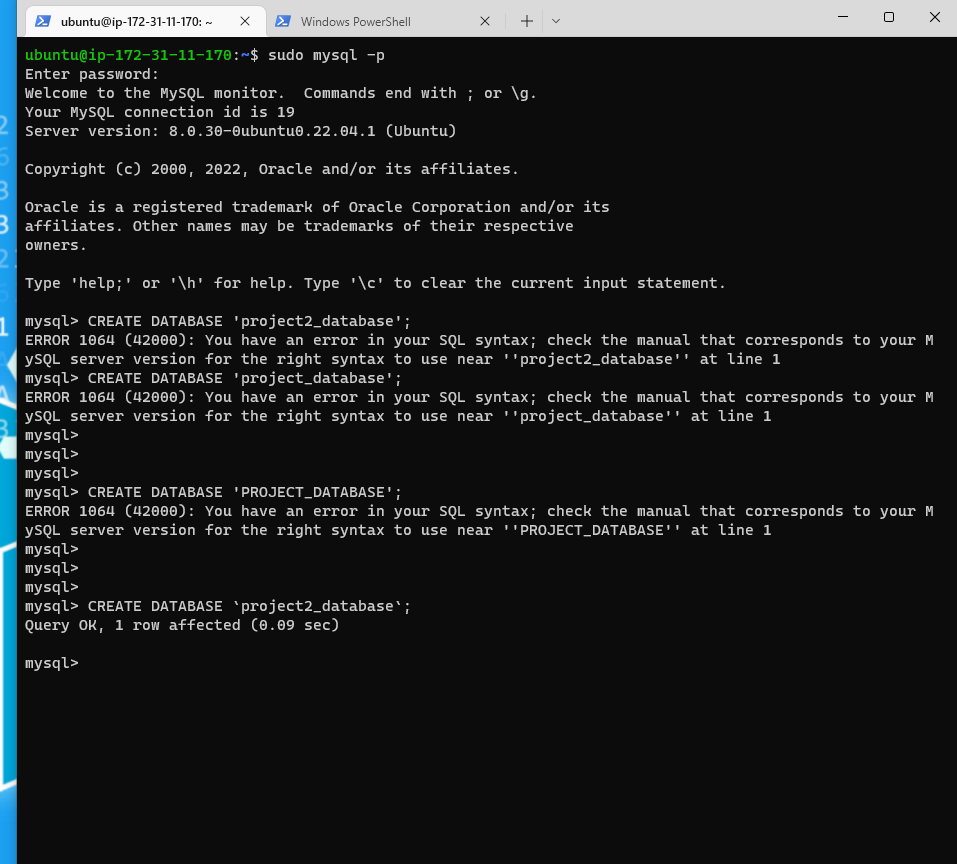 ubuntu@ip-172-31-11-170: ~
Windows PowerShell
ubuntu@ip-172-31-11-170:~$ sudo mysql -p
Enter password:
Welcome to the MySQL monitor.  Commands end with ; or \g.
Your MySQL connection id is 19
Server version: 8.0.30-0ubuntu0.22.04.1 (Ubuntu)
Copyright (c) 2000, 2022, Oracle and/or its affiliates.
Oracle is a registered trademark of Oracle Corporation and/or its
affiliates. Other names may be trademarks of their respective
owners.
Type 'help;' or '\h' for help. Type '\c' to clear the current input statement.
mysql> CREATE DATABASE 'project2_database';
ERROR 1064 (42000): You have an error in your SQL syntax; check the manual that corresponds to your M
ySQL server version for the right syntax to use near ''project2_database'' at line 1
mysql> CREATE DATABASE 'project_database';
ERROR 1064 (42000): You have an error in your SQL syntax; check the manual that corresponds to your M
ySQL server version for the right syntax to use near ''project_database'' at line 1
mysql>
mysql>
mysql>
mysql> CREATE DATABASE 'PROJECT_DATABASE';
ERROR 1064 (42000): You have an error in your SQL syntax; check the manual that corresponds to your M
ySQL server version for the right syntax to use near ''PROJECT_DATABASE'' at line 1
mysql>
mysql>
mysql>
mysql> CREATE DATABASE `project2_database`;
Query OK, 1 row affected (0.09 sec)
mysql>